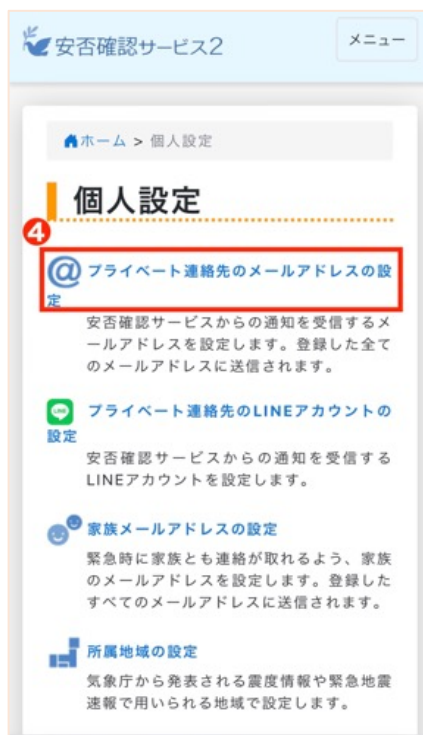 安否確認サービス2
メニュー
ホーム > 個人設定
個人設定
4
@ プライベート連絡先のメールアドレスの設
定
安否確認サービスからの通知を受信するメ
ールアドレスを設定します。登録した全て
のメールアドレスに送信されます。
LINE プライベート連絡先のLINEアカウントの
設定
安否確認サービスからの通知を受信する
LINEアカウントを設定します。
家族メールアドレスの設定
緊急時に家族とも連絡が取れるよう、家族
のメールアドレスを設定します。登録した
すべてのメールアドレスに送信されます。
所属地域の設定
気象庁から発表される震度情報や緊急地震
速報で用いられる地域で設定します。